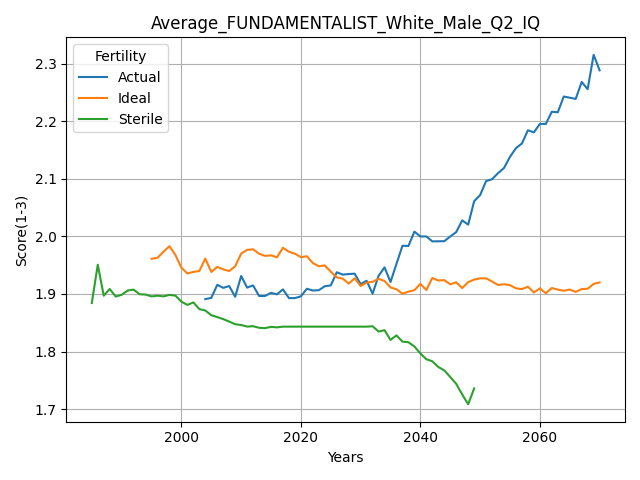 Average_FUNDAMENTALIST_White_Male_Q2_IQ
Fertility
Actual
Ideal
Sterile
Score(1-3)
2.3
2.2
2.1
2.0
1.9
1.8
1.7
2000 2020 2040 2060
Years